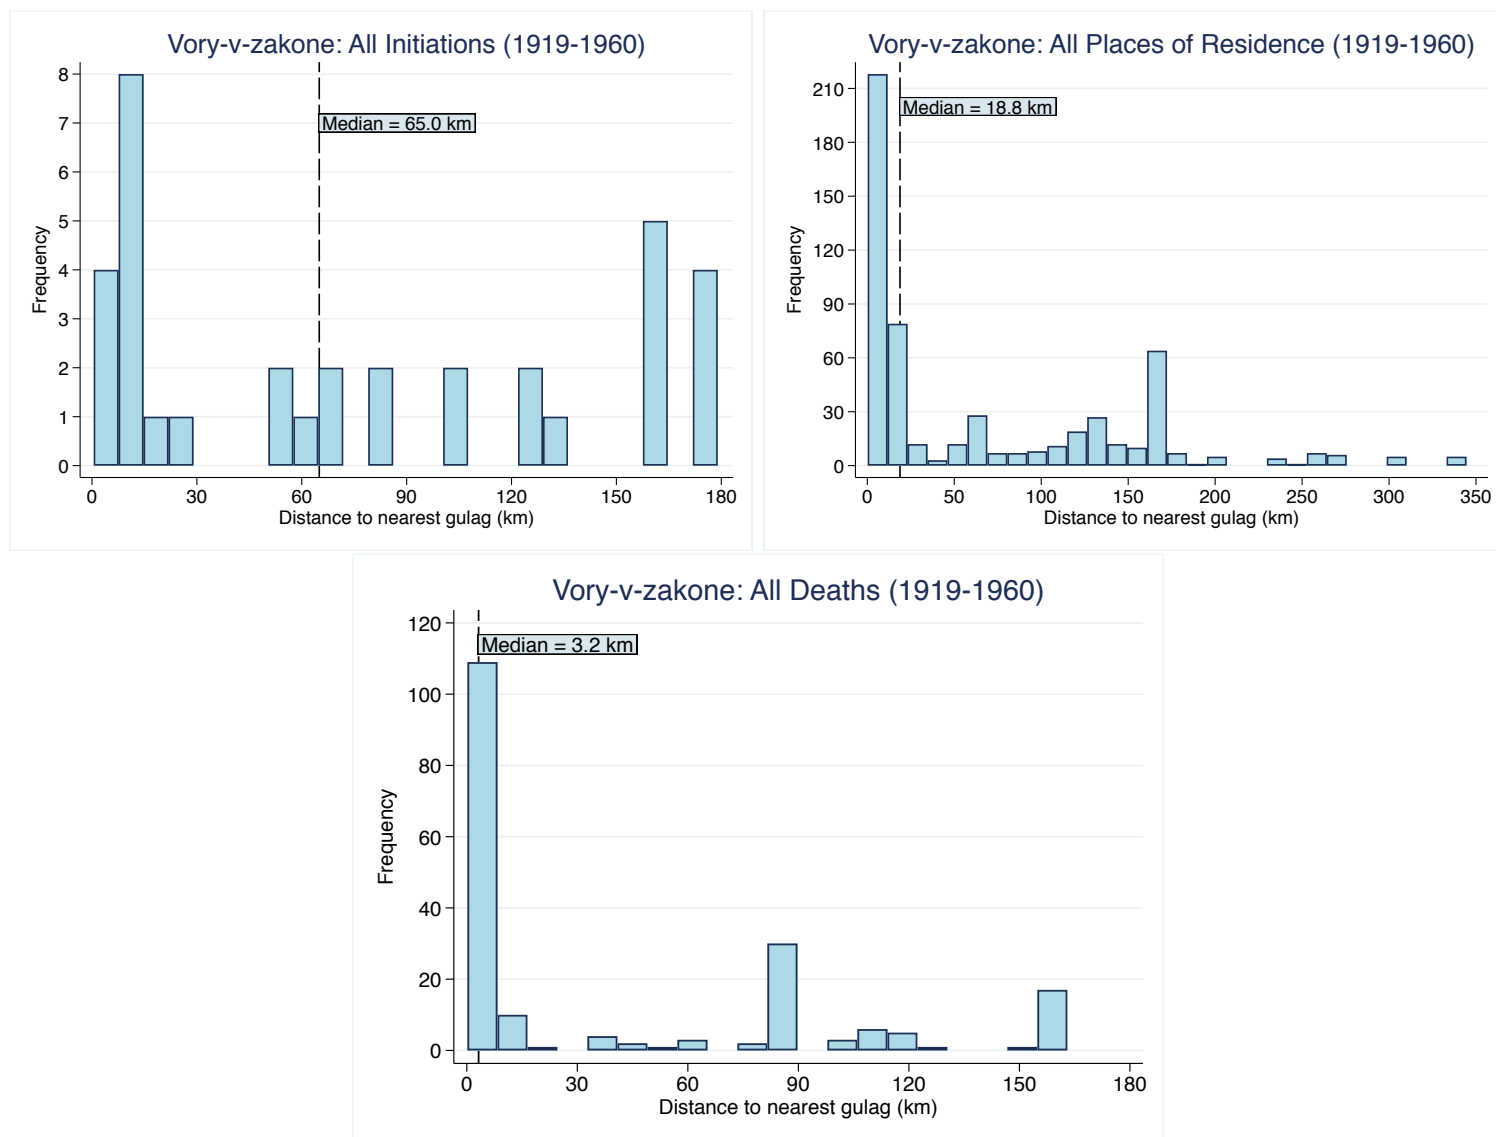 Vory-v-zakone: All Initiations (1919-1960)
8
7
6
5
4
3
2
1
0
Frequency
Median = 65.0 km
0 30 60 90 120 150 180
Distance to nearest gulag (km)
Vory-v-zakone: All Places of Residence (1919-1960)
210
180
150
120
90
60
30
0
Frequency
Median = 18.8 km
0 50 100 150 200 250 300 350
Distance to nearest gulag (km)
Vory-v-zakone: All Deaths (1919-1960)
120
100
80
60
40
20
0
Frequency
Median = 3.2 km
0 30 60 90 120 150 180
Distance to nearest gulag (km)